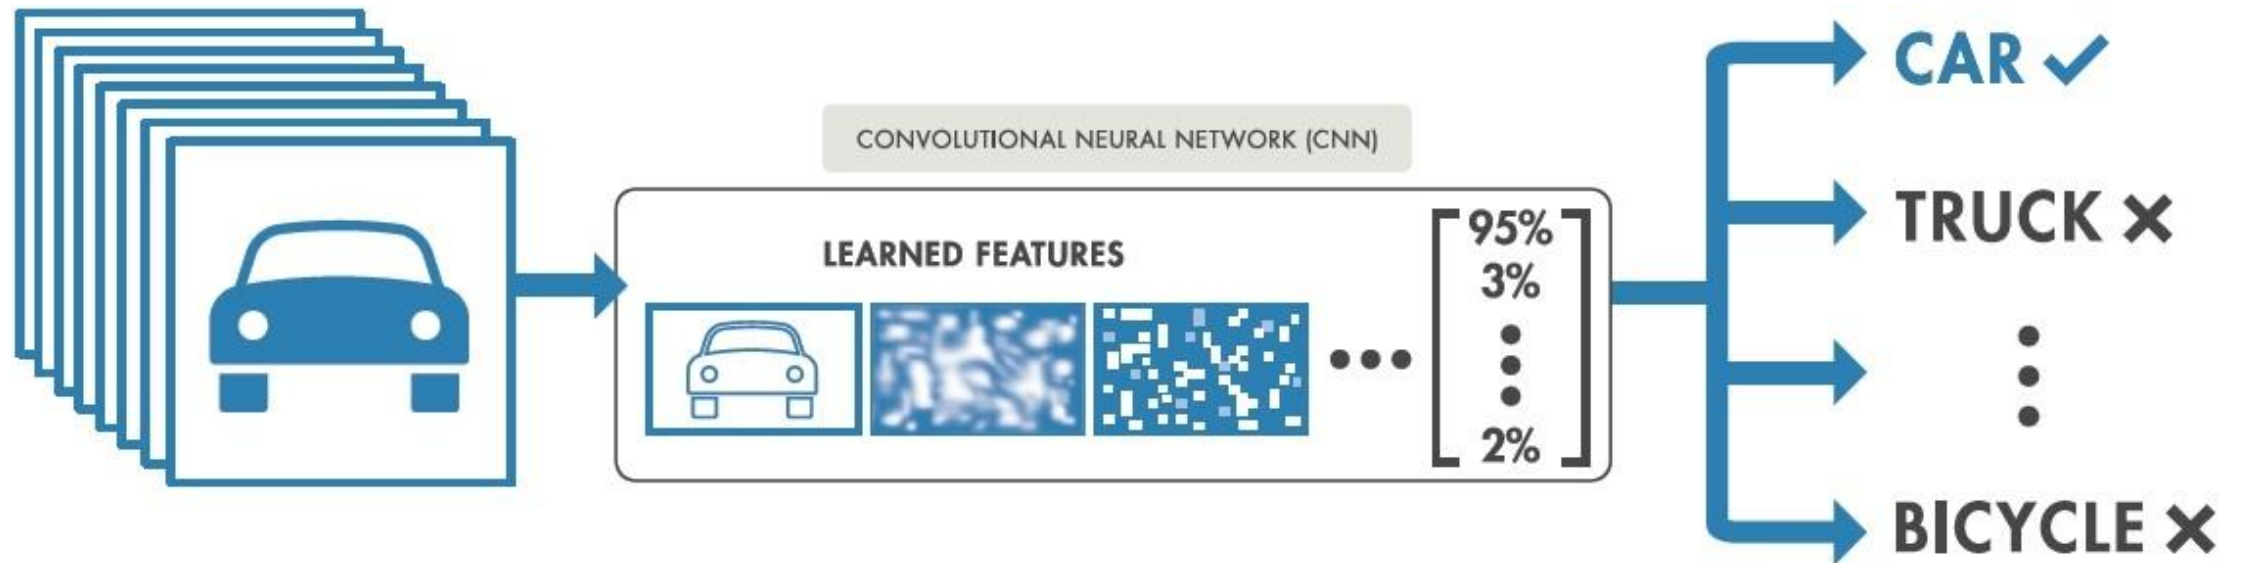 CONVOLUTIONAL NEURAL NETWORK (CNN)
LEARNED FEATURES
95%
3%
2%
CAR
TRUCK
BICYCLE